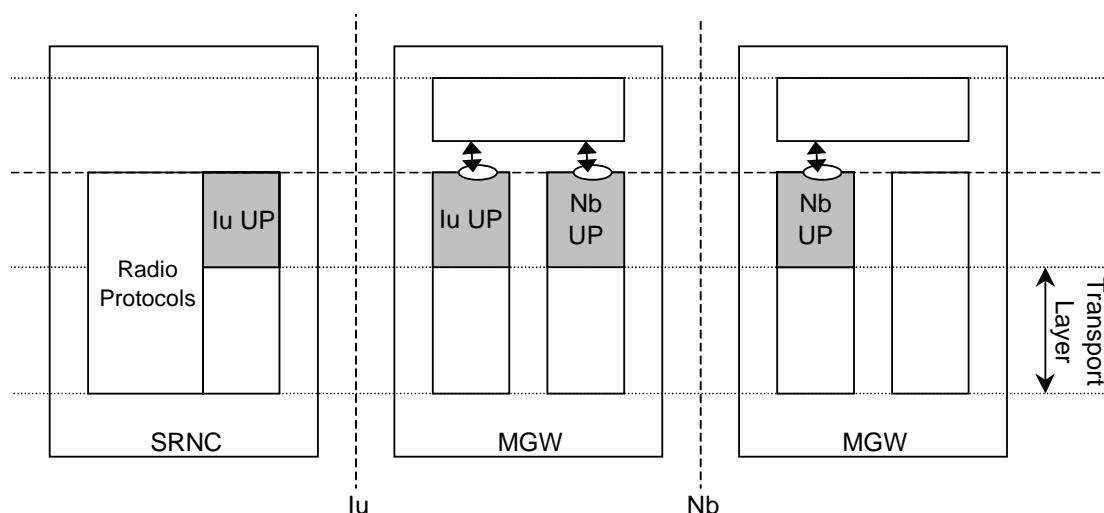 Iu UP
Radio
Protocols
SRNC
Iu UP
Nb
UP
MGW
Nb
UP
MGW
Transport
Layer
Iu
Nb